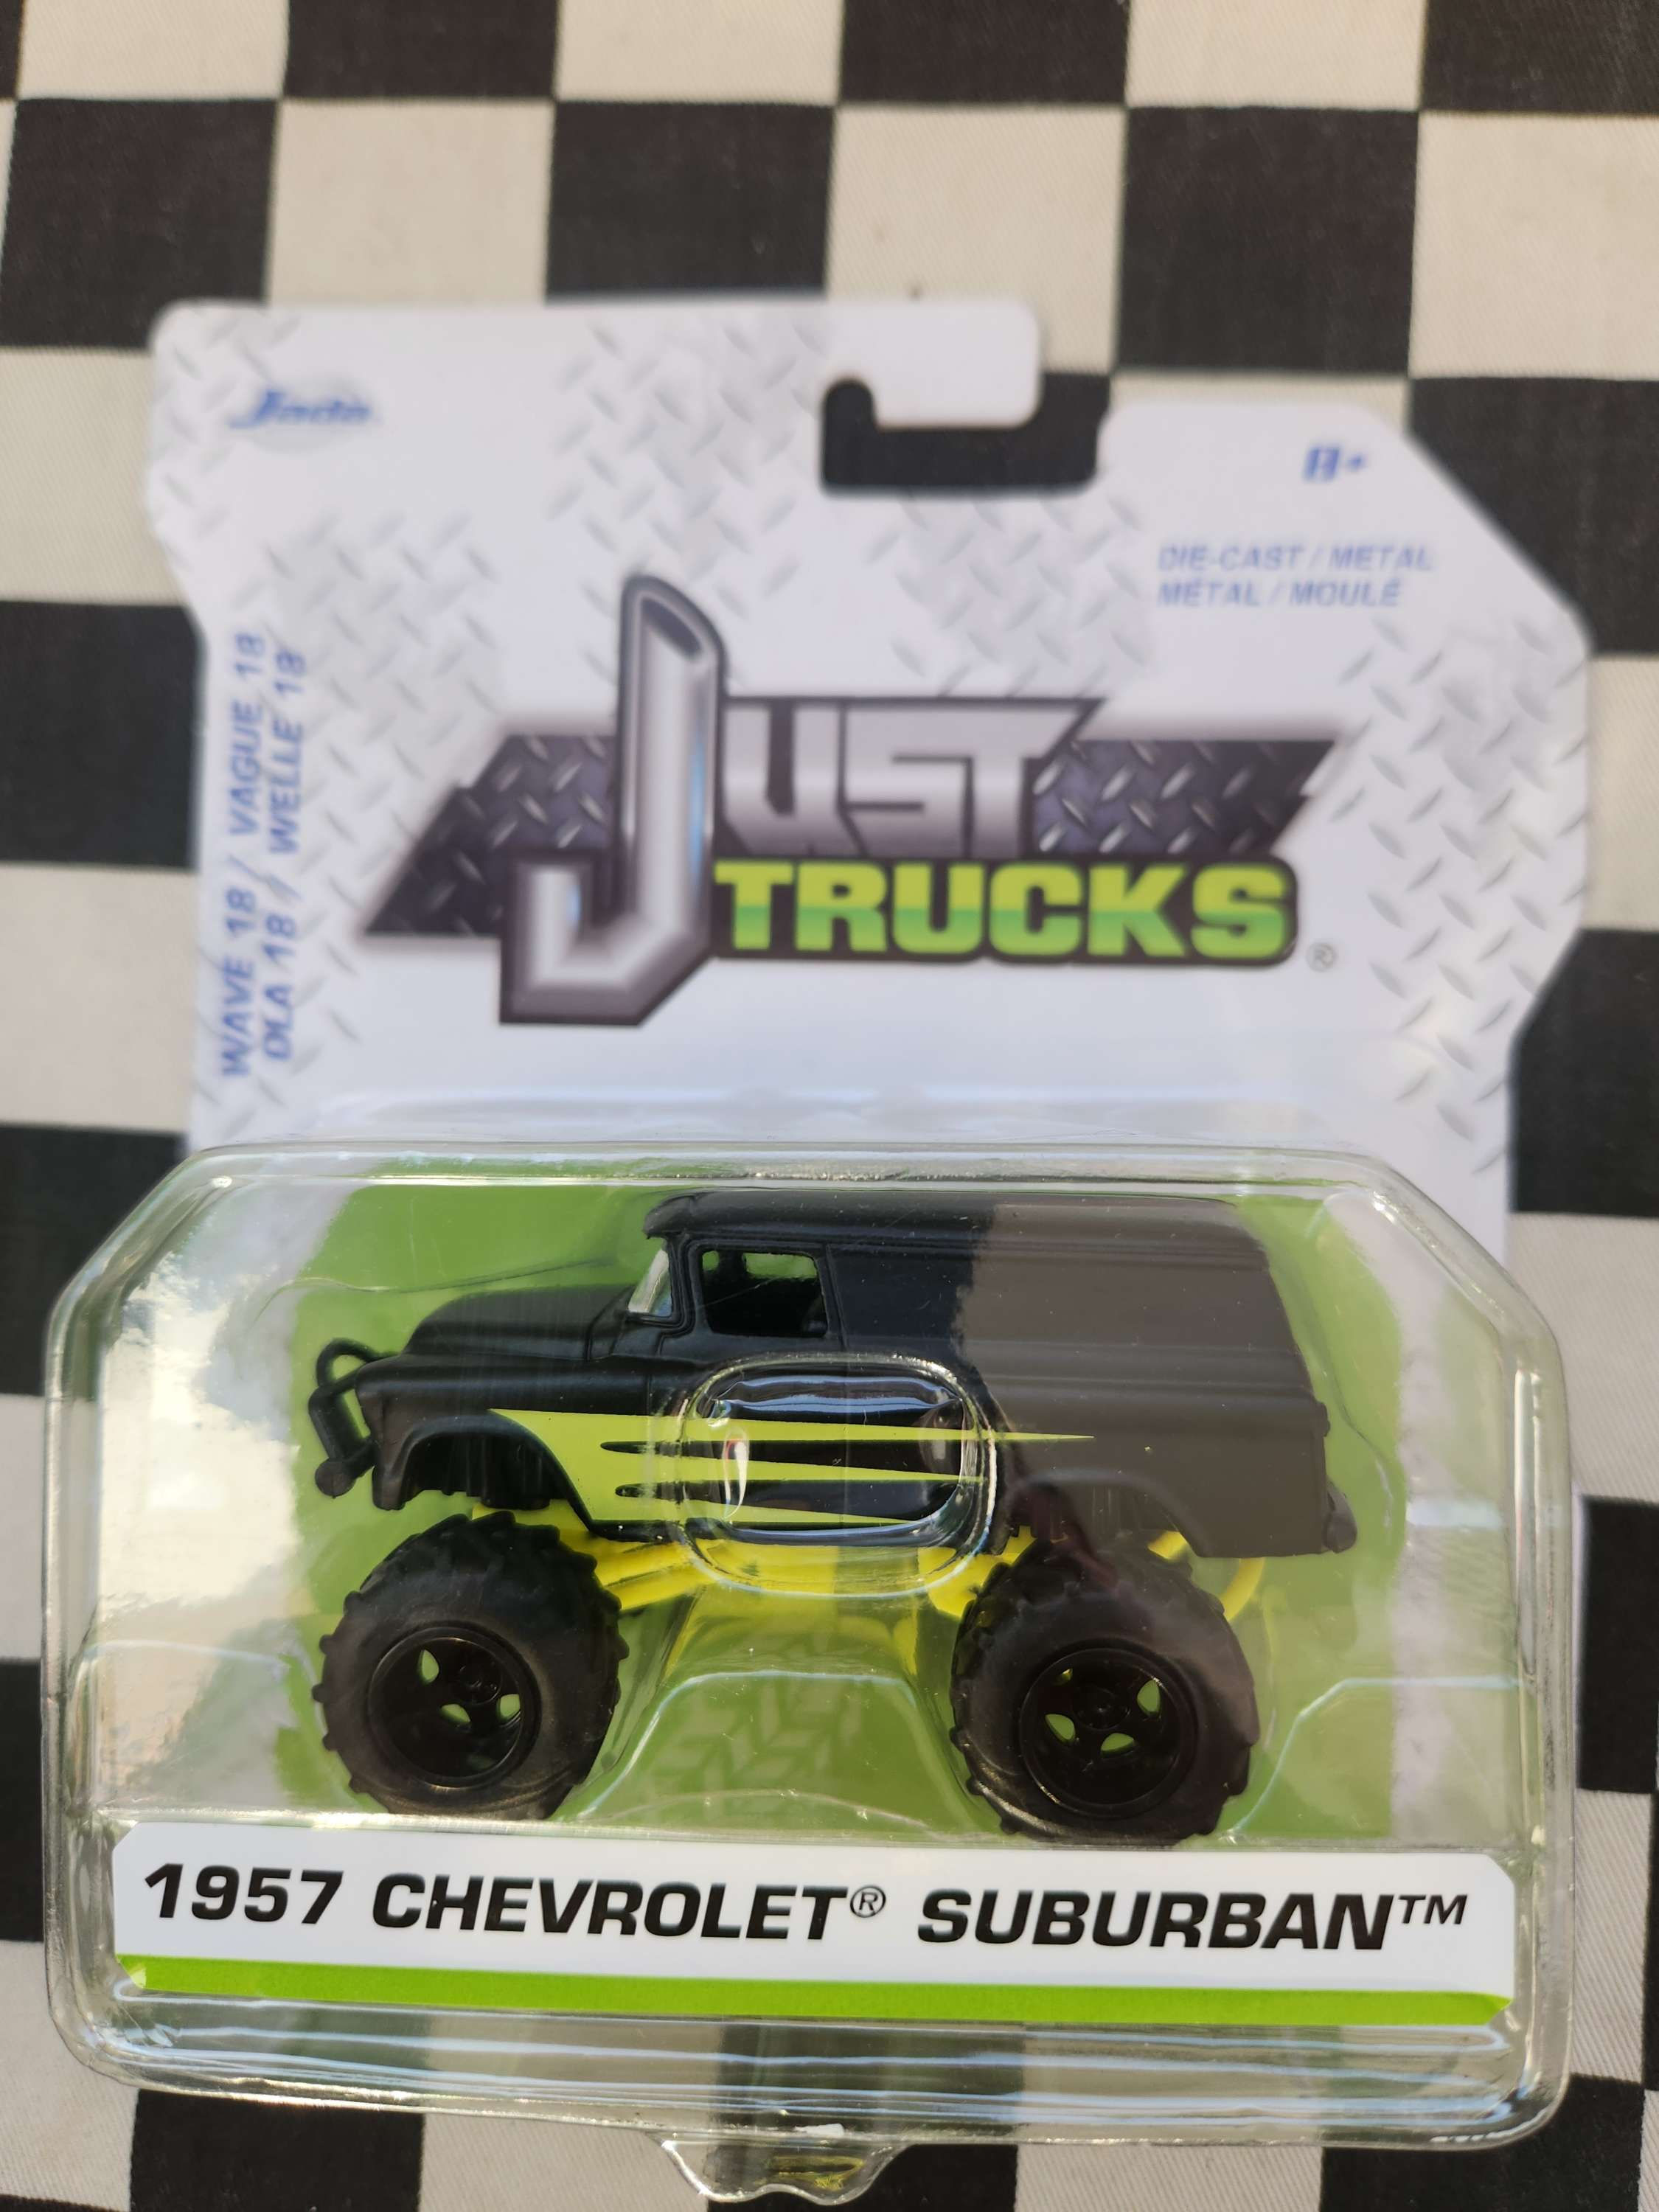 Jada
8+
DIE-CAST / METAL
MÉTAL / MOULÉ
WAVE 18 / VAGUE 18
OLA 18 / WELLE 18
JUST
TRUCKS®
1957 CHEVROLET® SUBURBAN™